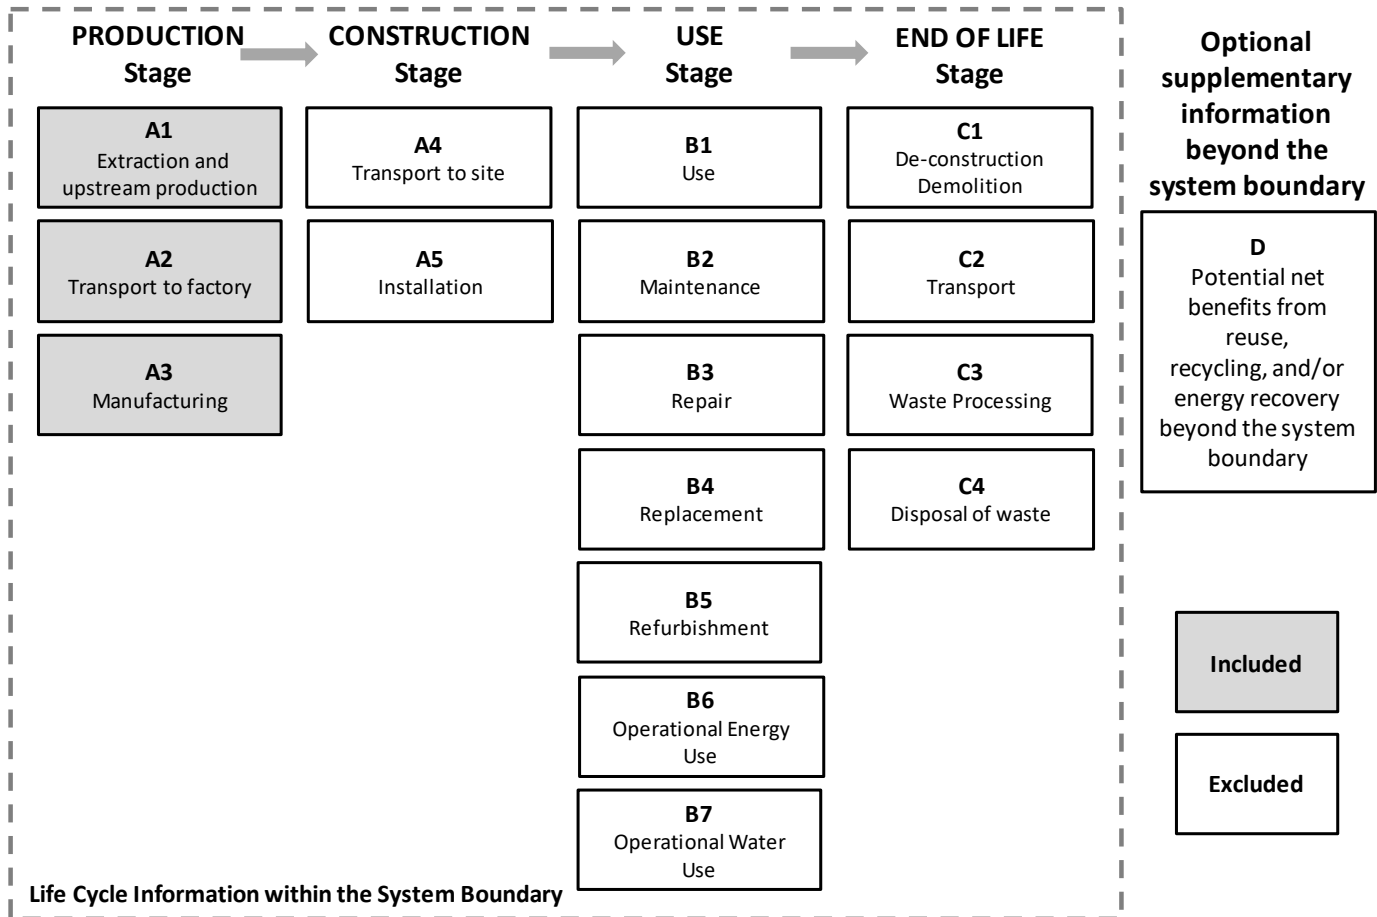 PRODUCTION
Stage
CONSTRUCTION
Stage
USE
Stage
END OF LIFE
Stage
A1
Extraction and
upstream production
A2
Transport to factory
A3
Manufacturing
A4
Transport to site
A5
Installation
B1
Use
B2
Maintenance
B3
Repair
B4
Replacement
B5
Refurbishment
B6
Operational Energy
Use
B7
Operational Water
Use
C1
De-construction
Demolition
C2
Transport
C3
Waste Processing
C4
Disposal of waste
Life Cycle Information within the System Boundary
Optional
supplementary
information
beyond the
system boundary
D
Potential net
benefits from
reuse,
recycling, and/or
energy recovery
beyond the system
boundary
Included
Excluded